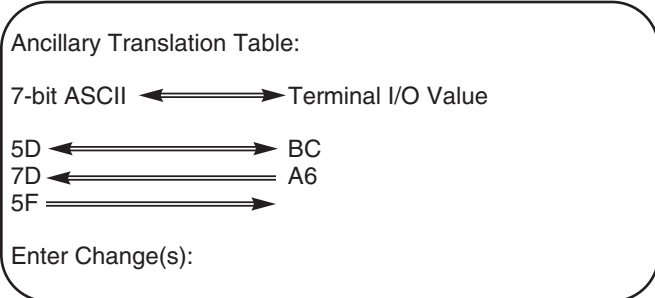 Ancillary Translation Table:
7-bit ASCII Terminal I/O Value
5D BC
7D A6
5F
Enter Change(s):